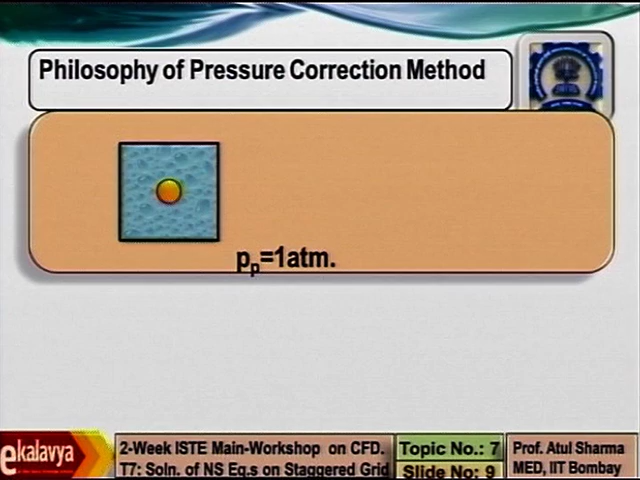 Philosophy of Pressure Correction Method
pp=1atm.
ekalavya
2-Week ISTE Main-Workshop on CFD.
T7: Soln. of NS Eq.s on Staggered Grid
Topic No.: 7
Slide No: 9
Prof. Atul Sharma
MED, IIT Bombay